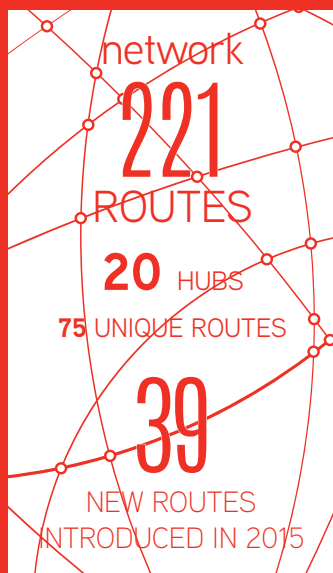 network
221
ROUTES
20 HUBS
75 UNIQUE ROUTES
39
NEW ROUTES
INTRODUCED IN 2015